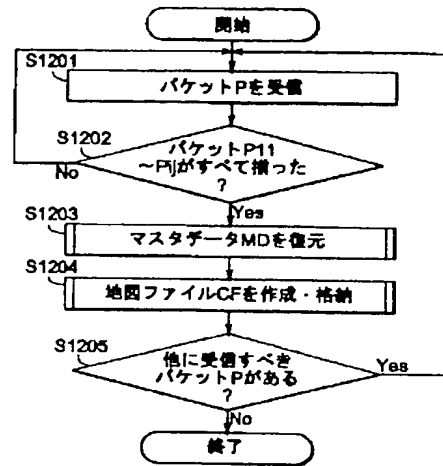 開始
S1201
パケットPを受信
S1202
パケットP11
～Pijがすべて揃った
？
No
Yes
S1203
マスタデータMDを復元
S1204
地図ファイルCFを作成・格納
S1205
他に受信すべき
パケットPがある
？
Yes
No
終了